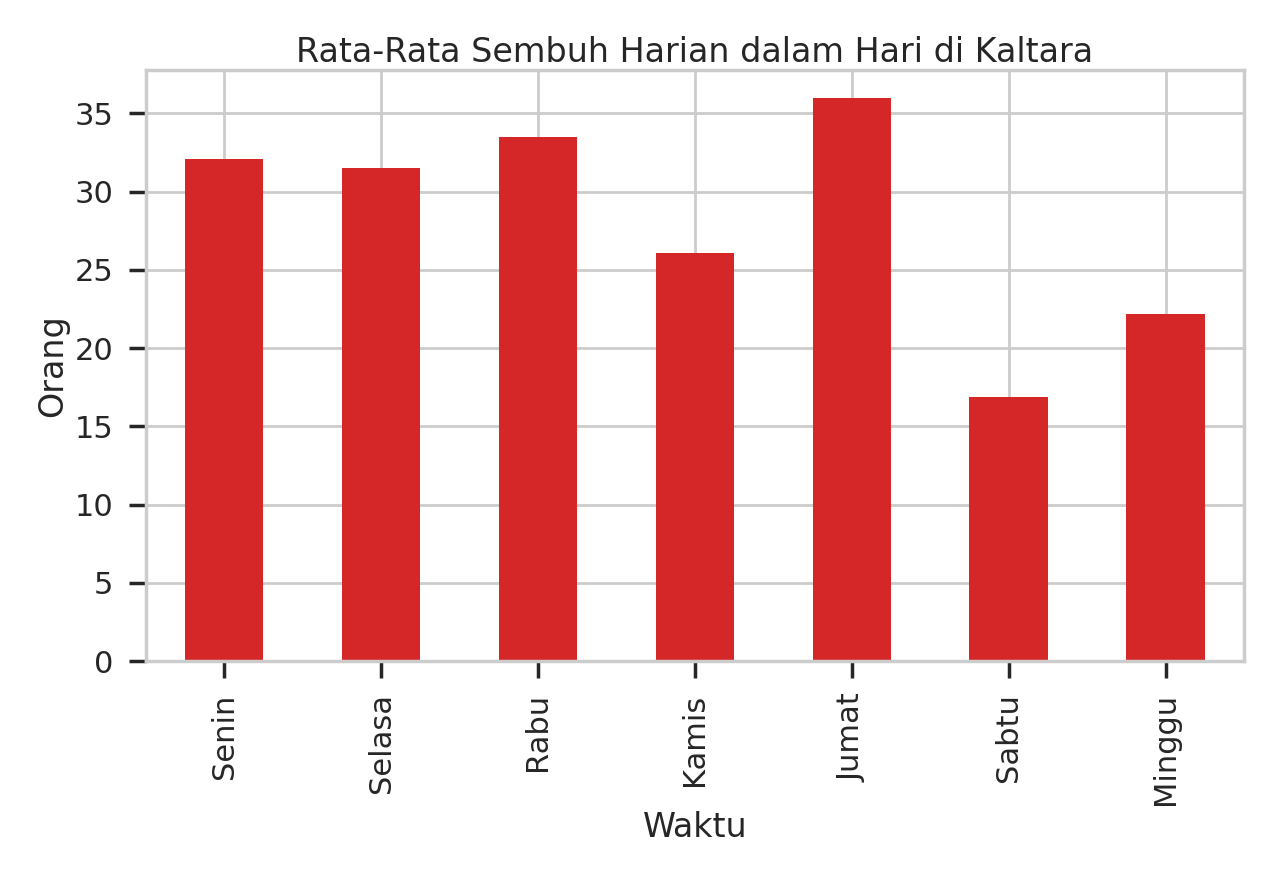 Rata-Rata Sembuh Harian dalam Hari di Kaltara
35
30
25
20
15
10
5
0
Orang
Senin
Selasa
Rabu
Kamis
Jumat
Sabtu
Minggu
Waktu